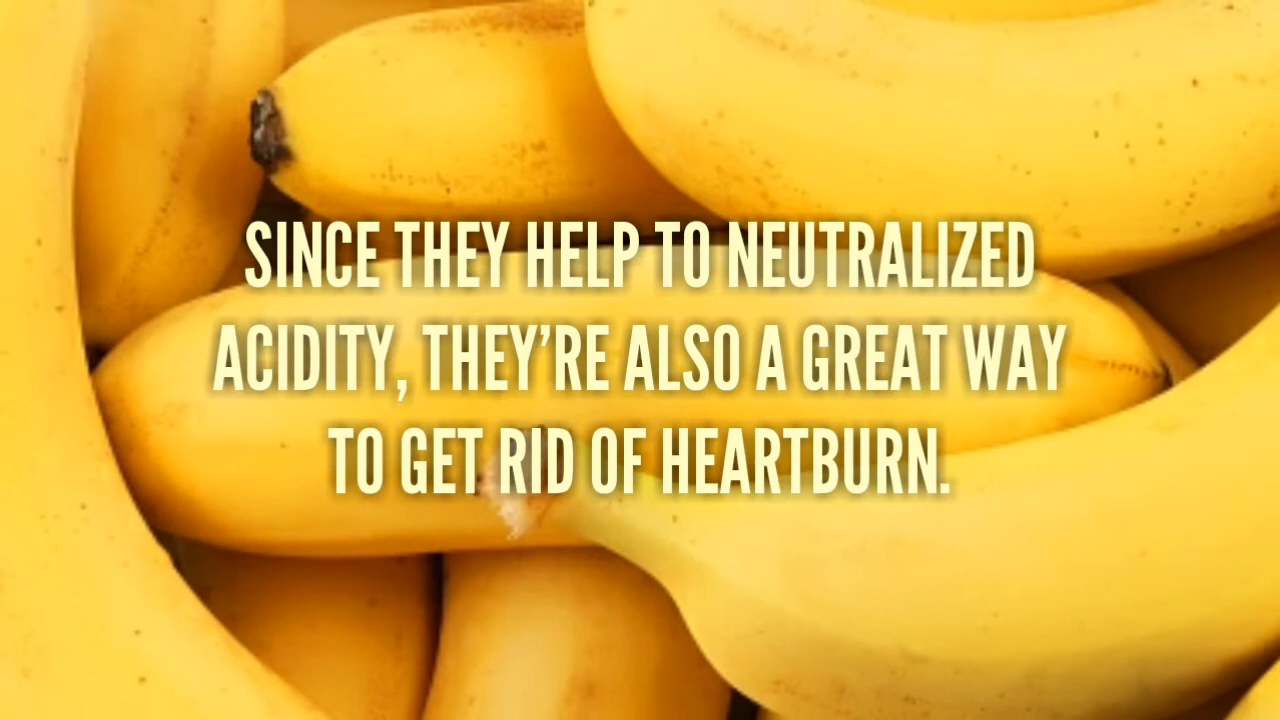 SINCE THEY HELP TO NEUTRALIZED
ACIDITY, THEY’RE ALSO A GREAT WAY
TO GET RID OF HEARTBURN.